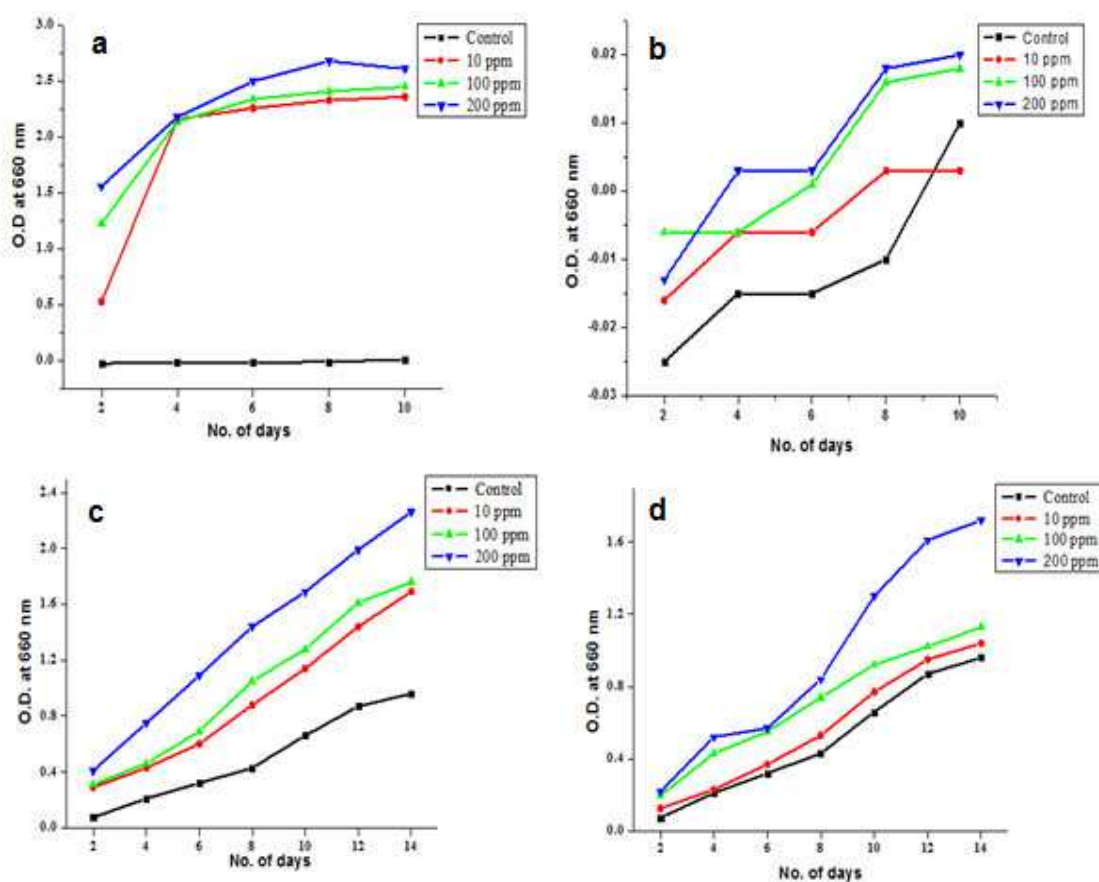 a
Control
10 ppm
100 ppm
200 ppm
3.0
2.5
2.0
1.5
1.0
0.5
0.0
O.D at 660 nm
2 4 6 8 10
No. of days
b
Control
10 ppm
100 ppm
200 ppm
0.02
0.01
0.00
-0.01
-0.02
-0.03
O.D. at 660 nm
2 4 6 8 10
No. of days
c
Control
10 ppm
100 ppm
200 ppm
2.4
2.0
1.6
1.2
0.8
0.4
0.0
O.D. at 660 nm
2 4 6 8 10 12 14
No. of days
d
Control
10 ppm
100 ppm
200 ppm
1.6
1.2
0.8
0.4
0.0
O.D. at 660 nm
2 4 6 8 10 12 14
No. of days